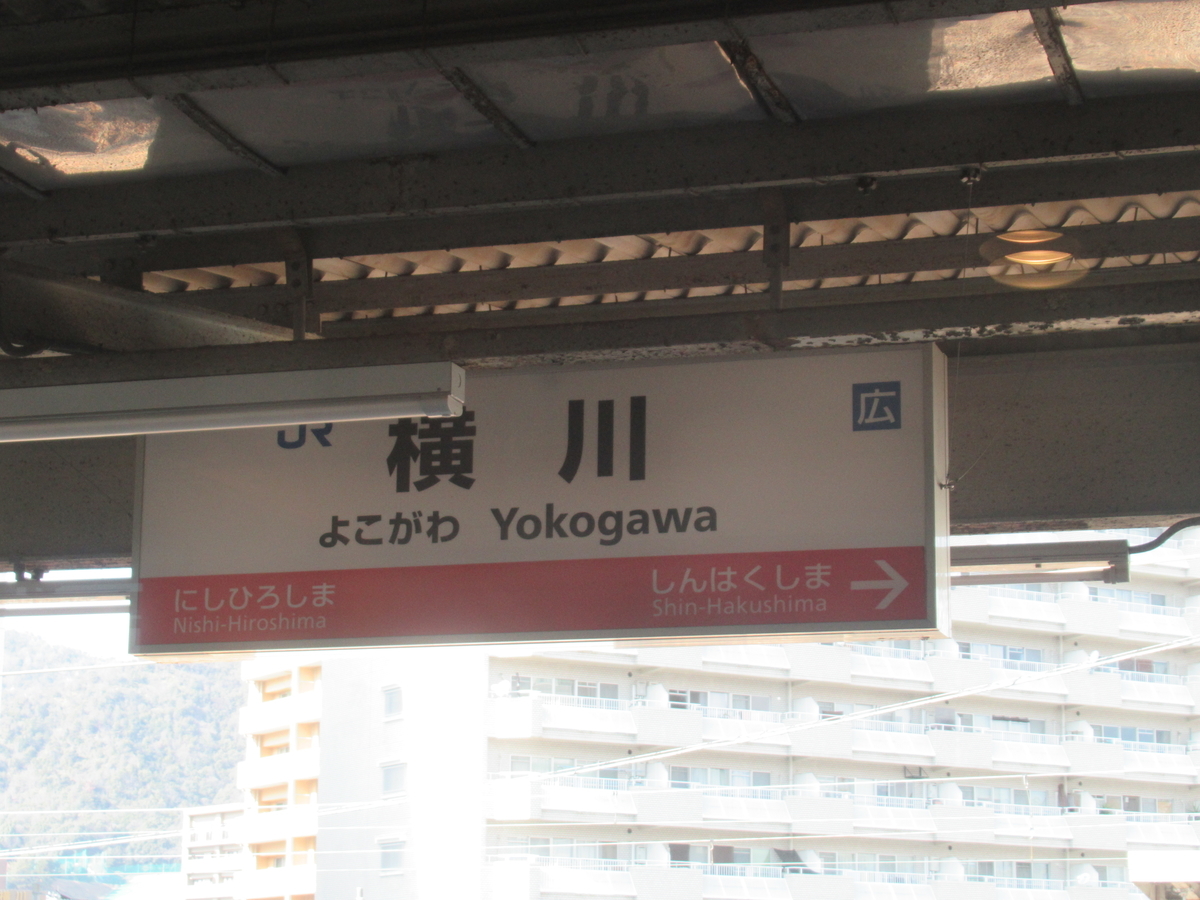 JR 横川 広
よこがわ Yokogawa
にしひろしま しんはくしま →
Nishi-Hiroshima Shin-Hakushima